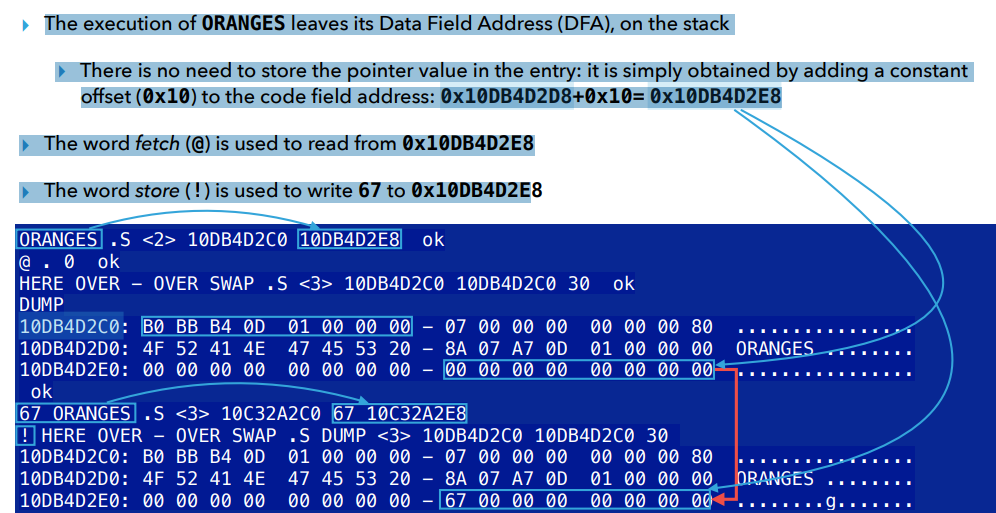 The execution of ORANGES leaves its Data Field Address (DFA), on the stack
There is no need to store the pointer value in the entry: it is simply obtained by adding a constant
offset (0x10) to the code field address: 0x10DB4D2D8+0x10= 0x10DB4D2E8
The word fetch (@) is used to read from 0x10DB4D2E8
The word store (!) is used to write 67 to 0x10DB4D2E8
ORANGES .S <2> 10DB4D2C0 10DB4D2E8  ok
@ . 0  ok
HERE OVER – OVER SWAP .S <3> 10DB4D2C0 10DB4D2C0 30  ok
DUMP
10DB4D2C0: B0 BB B4 0D  01 00 00 00 – 07 00 00 00  00 00 00 80  ................
10DB4D2D0: 4F 52 41 4E  47 45 53 20 – 8A 07 A7 0D  01 00 00 00  ORANGES ........
10DB4D2E0: 00 00 00 00  00 00 00 00 – 00 00 00 00  00 00 00 00  ................
ok
67 ORANGES .S <3> 10C32A2C0 67 10C32A2E8
! HERE OVER – OVER SWAP .S DUMP <3> 10DB4D2C0 10DB4D2C0 30
10DB4D2C0: B0 BB B4 0D  01 00 00 00 – 07 00 00 00  00 00 00 80  ................
10DB4D2D0: 4F 52 41 4E  47 45 53 20 – 8A 07 A7 0D  01 00 00 00  ORANGES ........
10DB4D2E0: 00 00 00 00  00 00 00 00 – 67 00 00 00  00 00 00 00  ........g.......